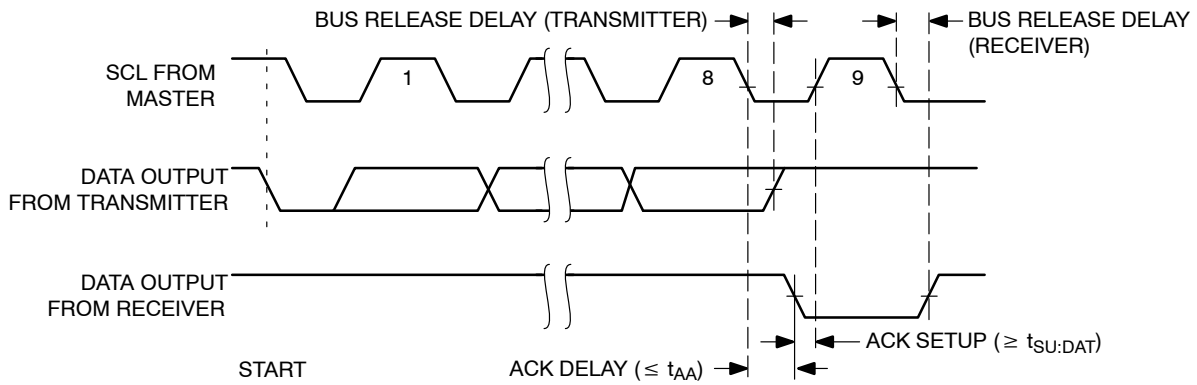 BUS RELEASE DELAY (TRANSMITTER)
BUS RELEASE DELAY
(RECEIVER)
SCL FROM
MASTER
1
8
9
DATA OUTPUT
FROM TRANSMITTER
DATA OUTPUT
FROM RECEIVER
ACK SETUP (≥ tSU:DAT)
START
ACK DELAY (≤ tAA)